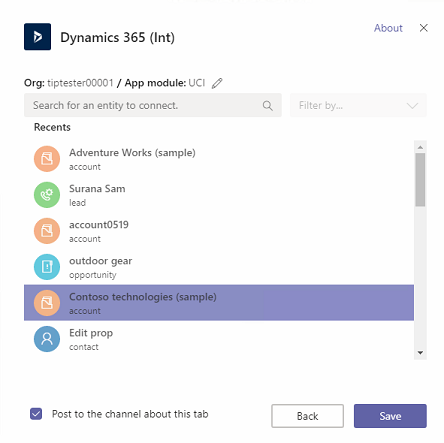 Dynamics 365 (Int)
About
Org: tiptester00001 / App module: UCI
Search for an entity to connect.
Filter by...
Recents
Adventure Works (sample)
account
Surana Sam
lead
account0519
account
outdoor gear
opportunity
Contoso technologies (sample)
account
Edit prop
contact
Post to the channel about this tab
Back
Save